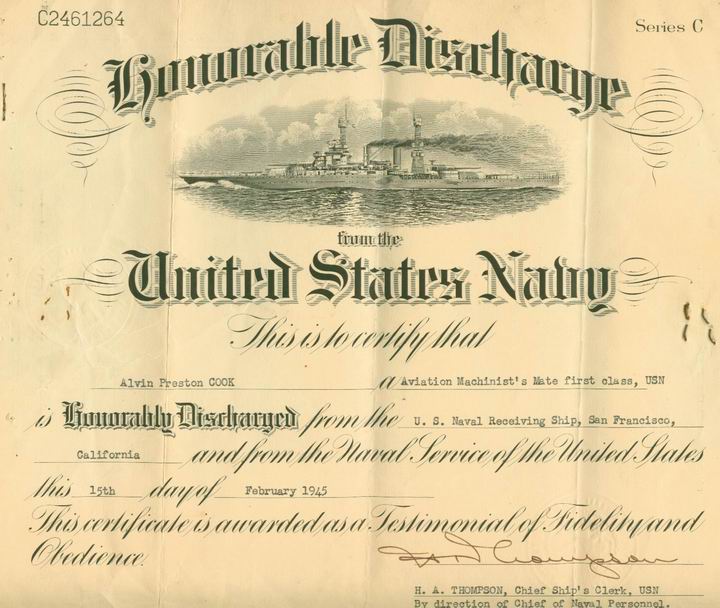 C2461264
Series C
Honorable Discharge
from the
United States Navy
This is to certify that
Alvin Preston COOK a Aviation Machinist's Mate first class, USN
is Honorably Discharged from the U. S. Naval Receiving Ship, San Francisco,
California and from the Naval Service of the United States
this 15th day of February 1945
This certificate is awarded as a Testimonial of Fidelity and
Obedience.
H A Thompson
H. A. THOMPSON, Chief Ship's Clerk, USN
By direction of Chief of Naval Personnel.